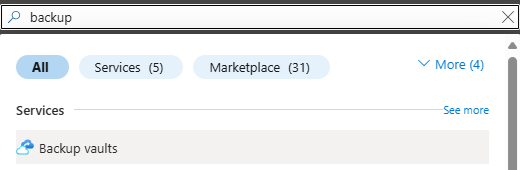 backup
All Services (5) Marketplace (31) More (4)
Services See more
Backup vaults